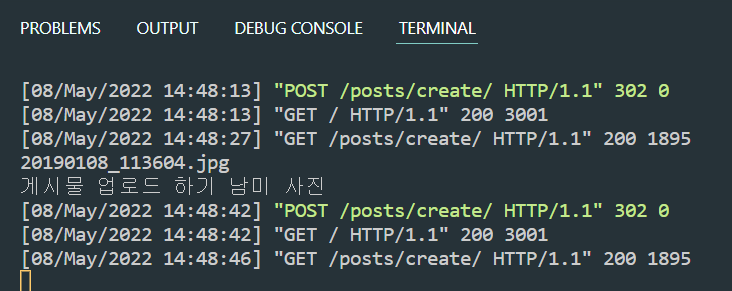 PROBLEMS OUTPUT DEBUG CONSOLE TERMINAL
[08/May/2022 14:48:13] "POST /posts/create/ HTTP/1.1" 302 0
[08/May/2022 14:48:13] "GET / HTTP/1.1" 200 3001
[08/May/2022 14:48:27] "GET /posts/create/ HTTP/1.1" 200 1895
20190108_113604.jpg
게시물 업로드 하기 남미 사진
[08/May/2022 14:48:42] "POST /posts/create/ HTTP/1.1" 302 0
[08/May/2022 14:48:42] "GET / HTTP/1.1" 200 3001
[08/May/2022 14:48:46] "GET /posts/create/ HTTP/1.1" 200 1895